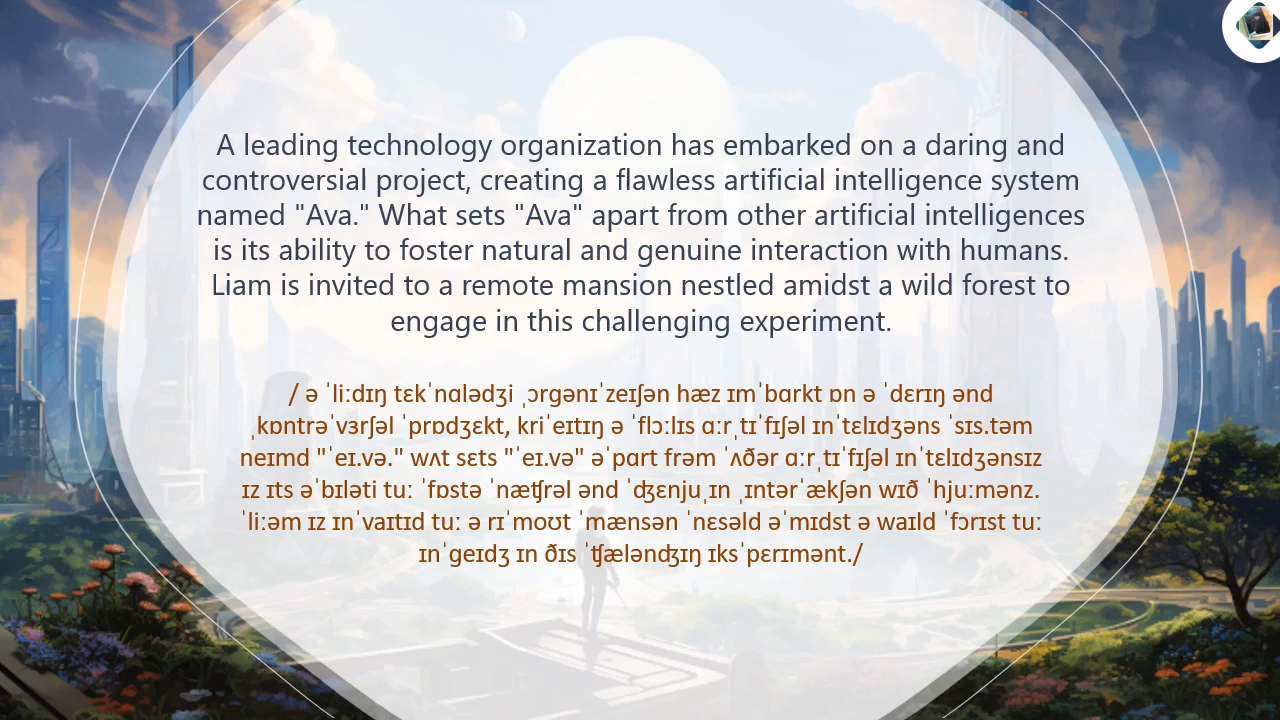 A leading technology organization has embarked on a daring and
controversial project, creating a flawless artificial intelligence system
named "Ava." What sets "Ava" apart from other artificial intelligences
is its ability to foster natural and genuine interaction with humans.
Liam is invited to a remote mansion nestled amidst a wild forest to
engage in this challenging experiment.
/ ə ˈliːdɪŋ tɛkˈnɑlədʒi ˌɔrɡənɪˈzeɪʃən hæz ɪmˈbɑrkt ɒn ə ˈdɛrɪŋ ənd
ˌkɒntrəˈvɜrʃəl ˈprɒdʒɛkt, kriˈeɪtɪŋ ə ˈflɔːlɪs ɑːrˌtɪˈfɪʃəl ɪnˈtɛlɪdʒəns ˈsɪs.təm
neɪmd "ˈeɪ.və." wʌt sɛts "ˈeɪ.və" əˈpɑrt frəm ˈʌðər ɑːrˌtɪˈfɪʃəl ɪnˈtɛlɪdʒənsɪz
ɪz ɪts əˈbɪləti tuː ˈfɒstə ˈnæʧrəl ənd ˈʤɛnjuˌɪn ˌɪntərˈækʃən wɪð ˈhjuːmənz.
ˈliːəm ɪz ɪnˈvaɪtɪd tuː ə rɪˈmoʊt ˈmænsən ˈnɛsəld əˈmɪdst ə waɪld ˈfɔrɪst tuː
ɪnˈɡeɪdʒ ɪn ðɪs ˈʧælənʤɪŋ ɪksˈpɛrɪmənt./